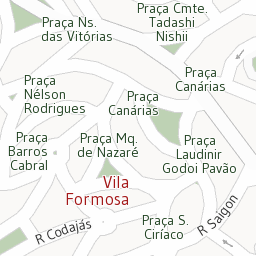 Praça Cmte.
Tadashi
Nishii
Praça Ns.
das Vitórias
Praça
Canárias
Praça
Nélson
Rodrigues
Praça
Canárias
Praça
Barros
Cabral
Praça Mq.
de Nazaré
Praça
Laudinir
Godoi Pavão
Vila
Formosa
Praça S.
Ciríaco
R Saigon
R Codajás